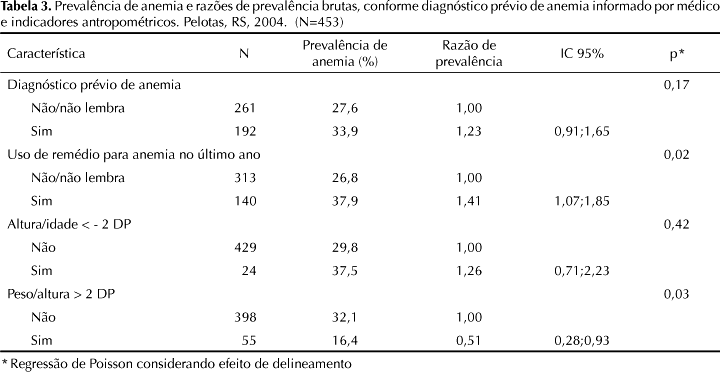 Tabela 3. Prevalência de anemia e razões de prevalência brutas, conforme diagnóstico prévio de anemia informado por médico
e indicadores antropométricos. Pelotas, RS, 2004. (N=453)
Característica N Prevalência de anemia (%) Razão de prevalência IC 95% p*
Diagnóstico prévio de anemia 0,17
Não/não lembra 261 27,6 1,00
Sim 192 33,9 1,23 0,91;1,65
Uso de remédio para anemia no último ano 0,02
Não/não lembra 313 26,8 1,00
Sim 140 37,9 1,41 1,07;1,85
Altura/idade < - 2 DP 0,42
Não 429 29,8 1,00
Sim 24 37,5 1,26 0,71;2,23
Peso/altura > 2 DP 0,03
Não 398 32,1 1,00
Sim 55 16,4 0,51 0,28;0,93
* Regressão de Poisson considerando efeito de delineamento